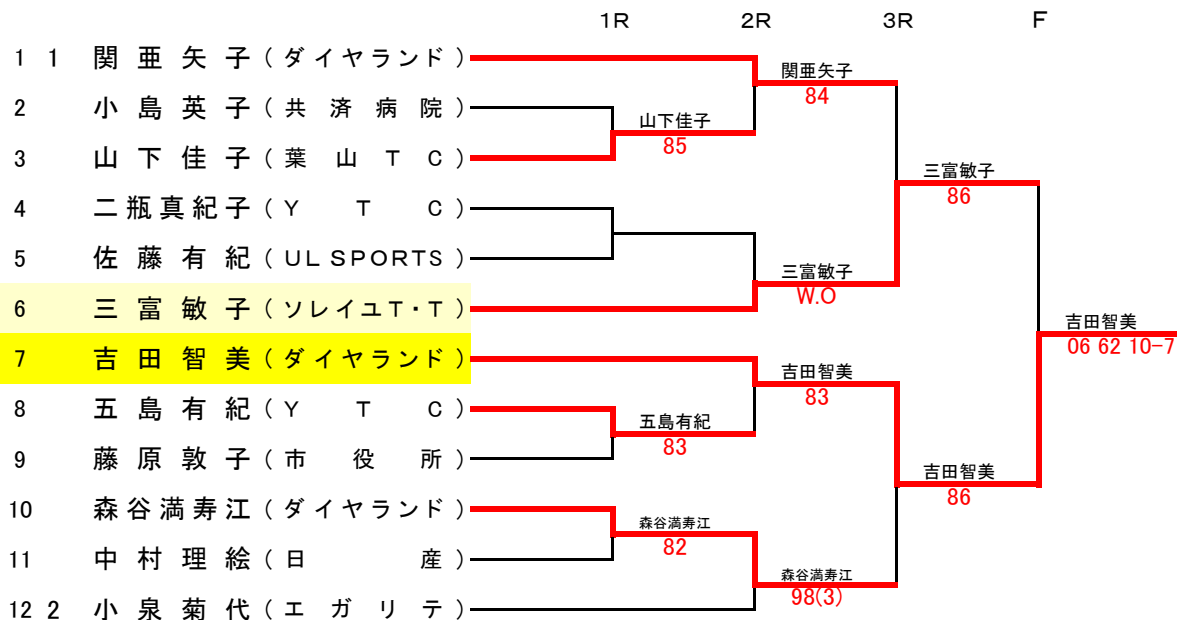 1R 2R 3R F
1 1 関亜矢子(ダイヤランド)
関亜矢子
84
2 小島英子(共済病院)
山下佳子
85
3 山下佳子(葉山TC)
三富敏子
86
4 二瓶真紀子(YTC)
5 佐藤有紀(UL SPORTS)
三富敏子
W.O
6 三富敏子(ソレイユT・T)
吉田智美
06 62 10-7
7 吉田智美(ダイヤランド)
吉田智美
83
8 五島有紀(YTC)
五島有紀
83
9 藤原敦子(市役所)
吉田智美
86
10 森谷満寿江(ダイヤランド)
森谷満寿江
82
11 中村理絵(日産)
森谷満寿江
98(3)
12 2 小泉菊代(エガリテ)